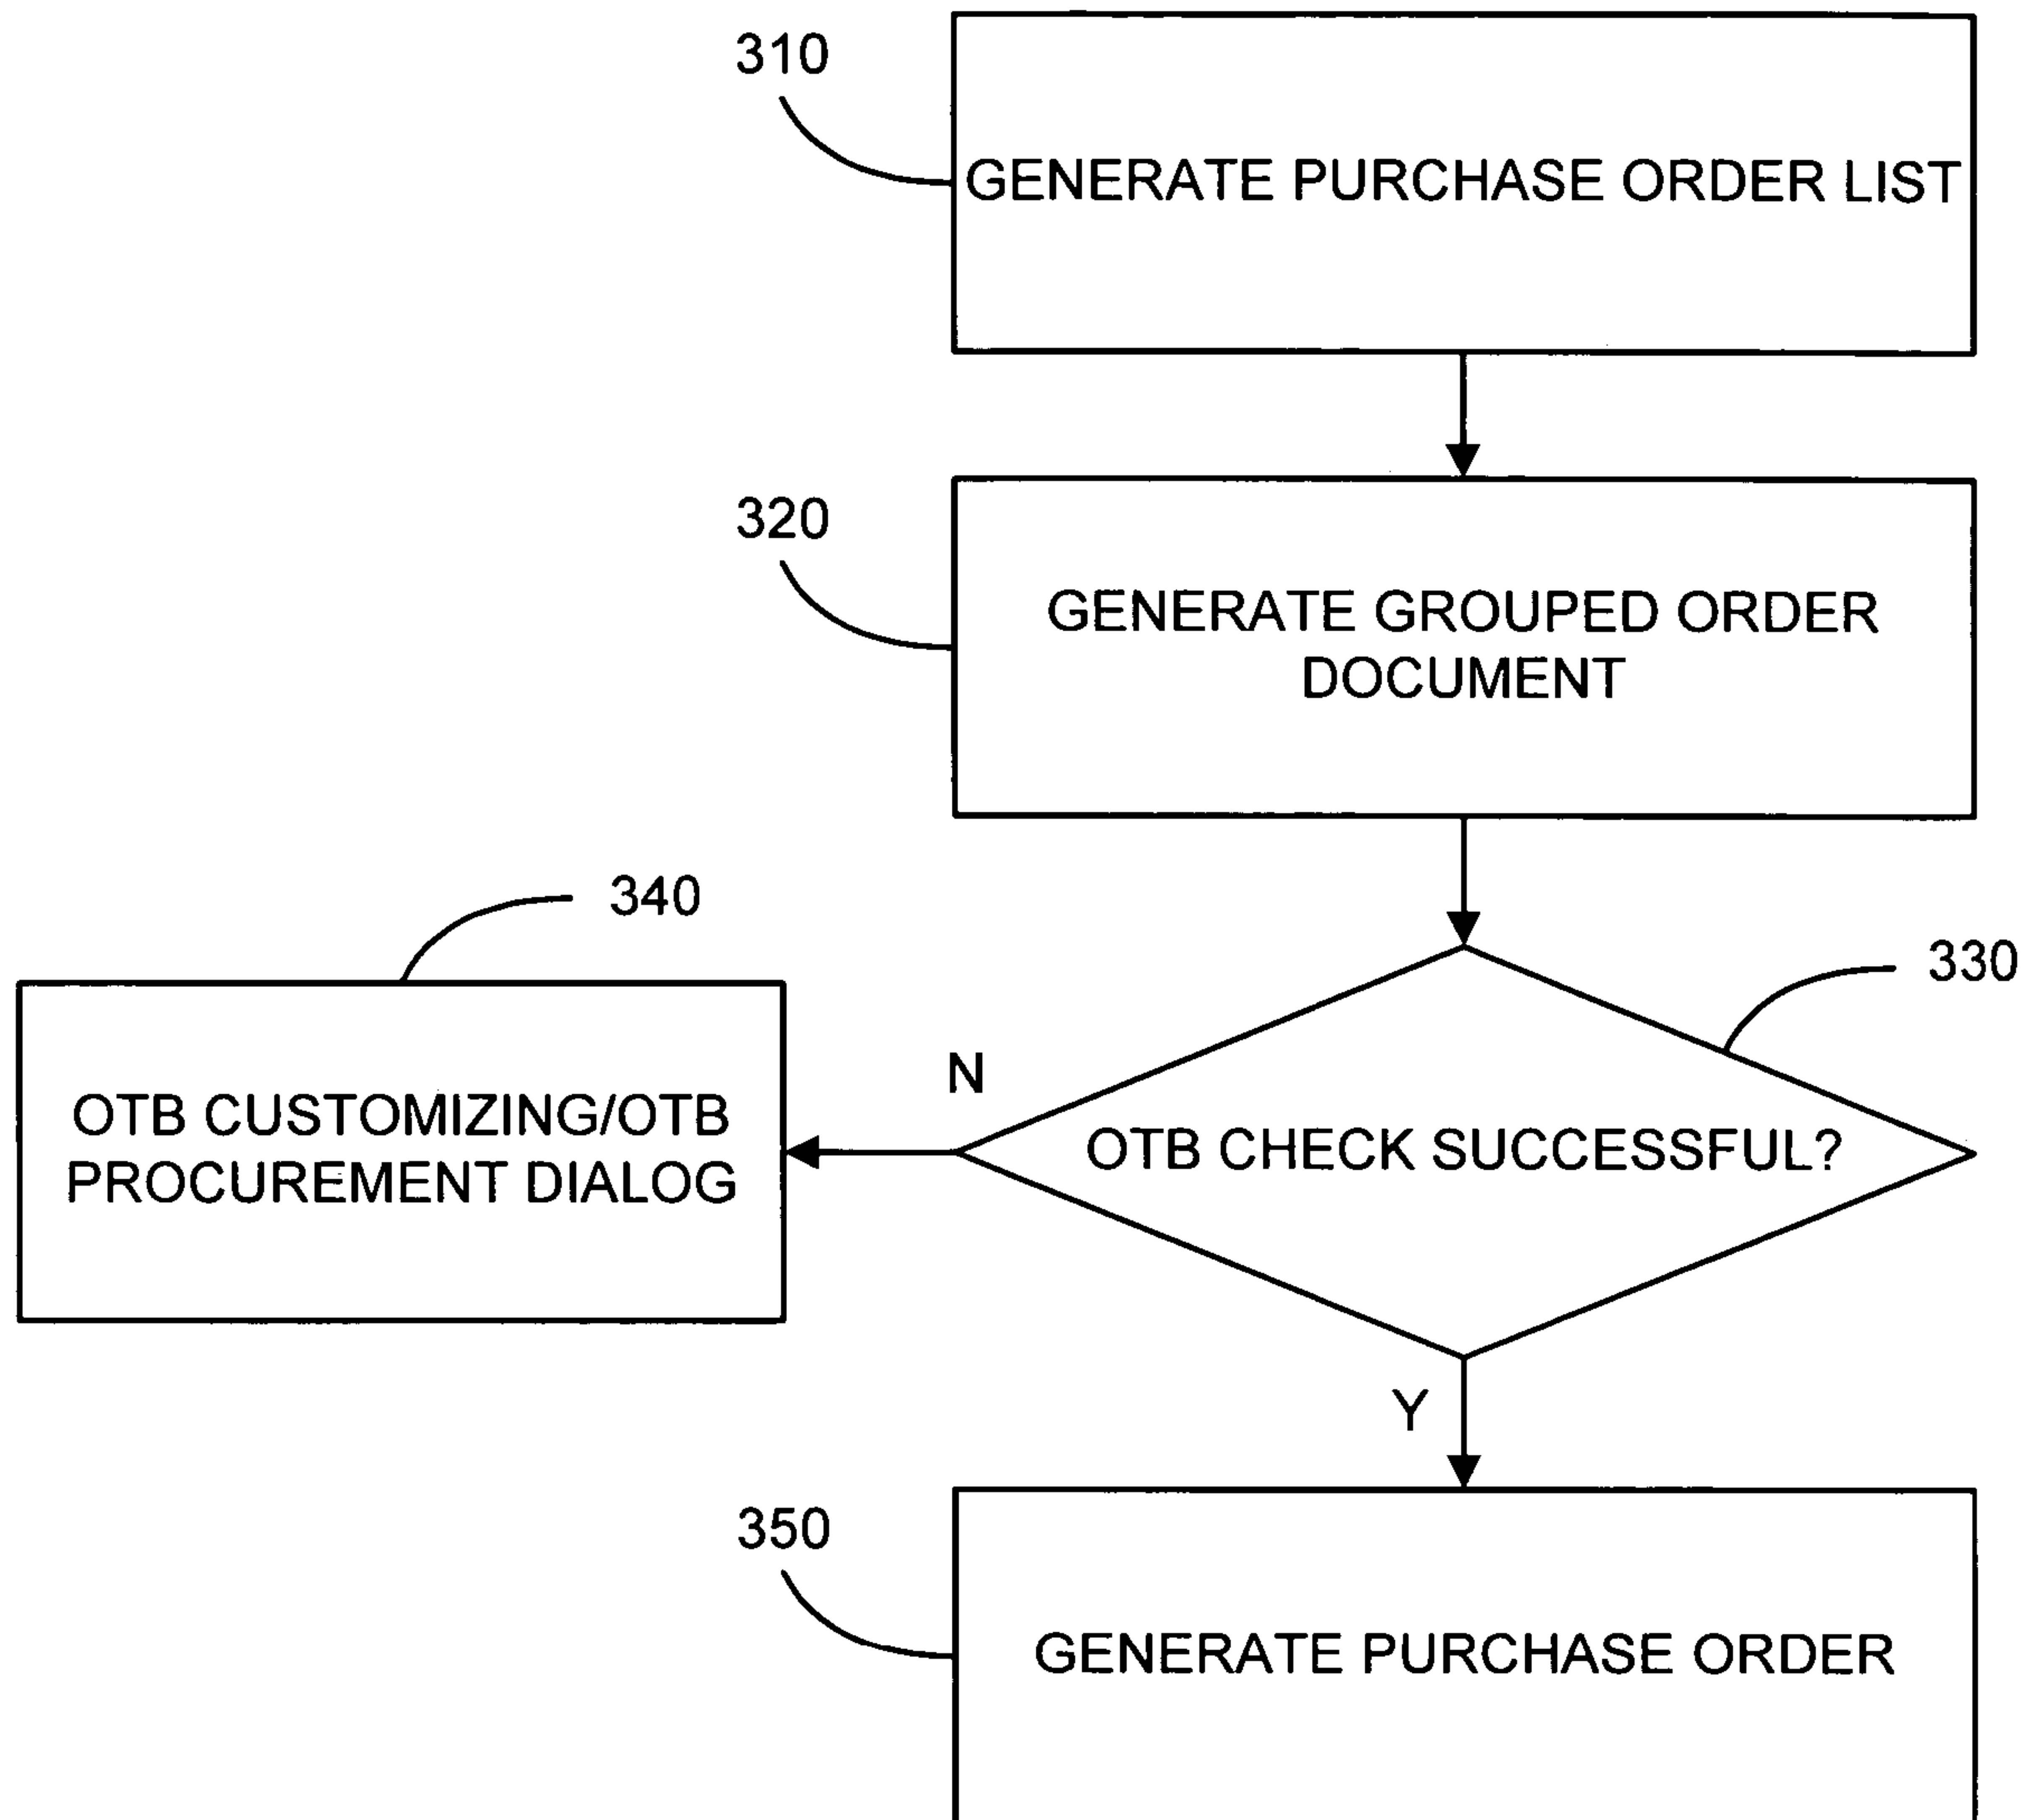 310
GENERATE PURCHASE ORDER LIST
320
GENERATE GROUPED ORDER
DOCUMENT
340
330
N
OTB CUSTOMIZING/OTB
PROCUREMENT DIALOG
OTB CHECK SUCCESSFUL?
Y
350
GENERATE PURCHASE ORDER